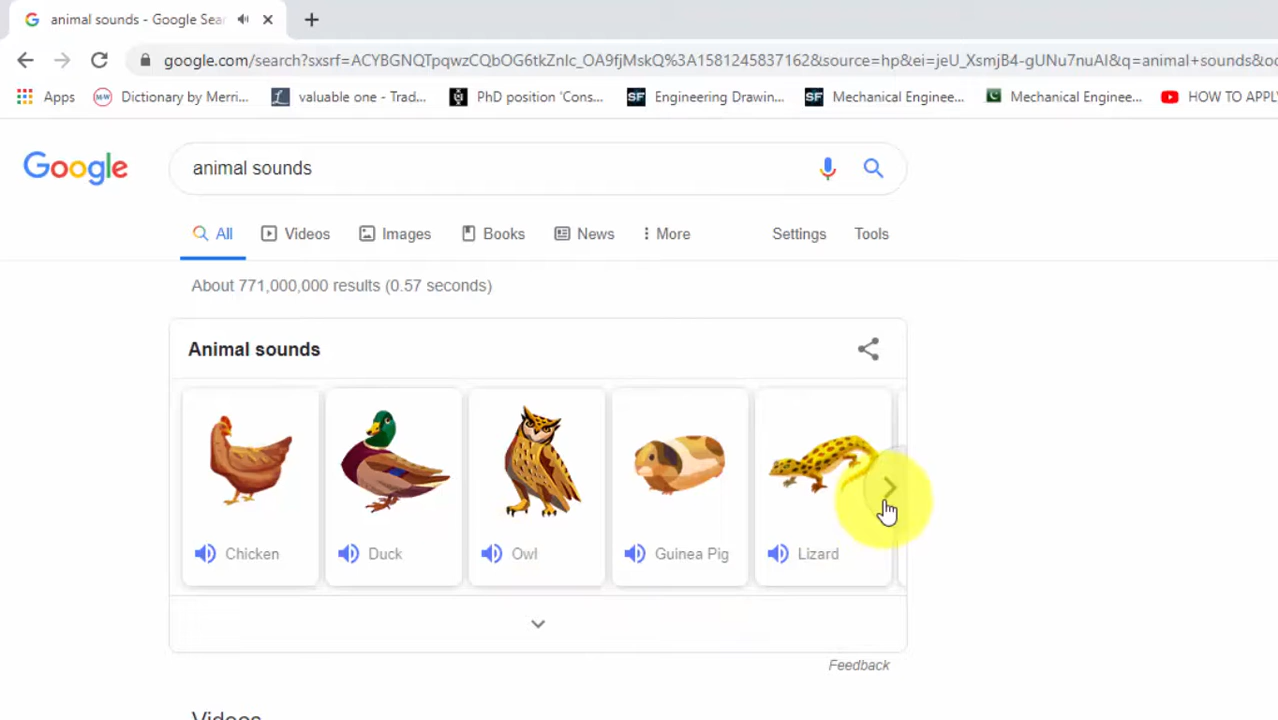 animal sounds - Google Sear
google.com/search?sxsrf=ACYBGNQTpqwzCQbOG6tkZnlc_OA9fjMskQ%3A1581245837162&source=hp&ei=jeU_XsmjB4-gUNu7nuAI&q=animal+sounds&oq
Apps Dictionary by Merri... valuable one - Trad... PhD position 'Cons... Engineering Drawin... Mechanical Enginee... Mechanical Enginee... HOW TO APPLY
Google animal sounds
All Videos Images Books News More Settings Tools
About 771,000,000 results (0.57 seconds)
Animal sounds
Chicken Duck Owl Guinea Pig Lizard
Feedback
Videos